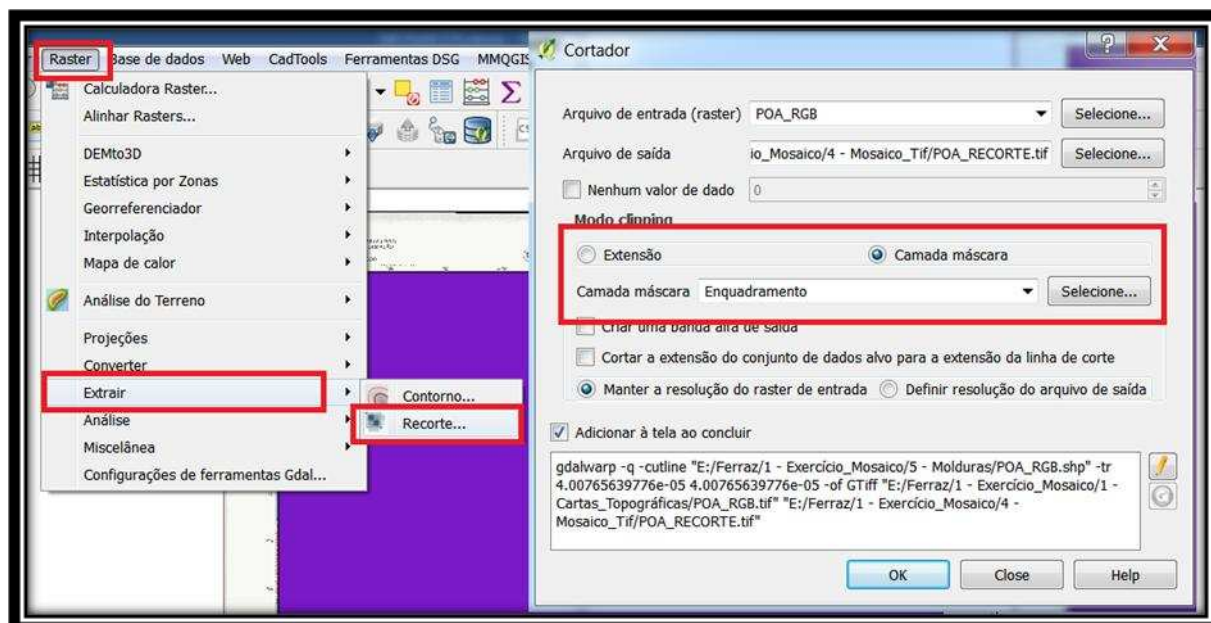 Raster Base de dados Web CadTools Ferramentas DSG MMQGIS
Calculadora Raster...
Alinhar Rasters...
DEMto3D
Estatística por Zonas
Georreferenciador
Interpolação
Mapa de calor
Análise do Terreno
Projeções
Converter
Extrair
Análise
Miscelânea
Configurações de ferramentas Gdal...
Contorno...
Recorte...
Cortador
Arquivo de entrada (raster) POA_RGB Selecione...
Arquivo de saída io_Mosaico/4 - Mosaico_Tif/POA_RECORTE.tif Selecione...
Nenhum valor de dado 0
Modo clipping
Extensão Camada máscara
Camada máscara Enquadramento Selecione...
Criar uma banda alfa de saída
Cortar a extensão do conjunto de dados alvo para a extensão da linha de corte
Manter a resolução do raster de entrada Definir resolução do arquivo de saída
Adicionar à tela ao concluir
gdalwarp -q -cutline "E:/Ferraz/1 - Exercício_Mosaico/5 - Molduras/POA_RGB.shp" -tr
4.00765639776e-05 4.00765639776e-05 -of GTiff "E:/Ferraz/1 - Exercício_Mosaico/1 -
Cartas_Topográficas/POA_RGB.tif" "E:/Ferraz/1 - Exercício_Mosaico/4 -
Mosaico_Tif/POA_RECORTE.tif"
OK Close Help